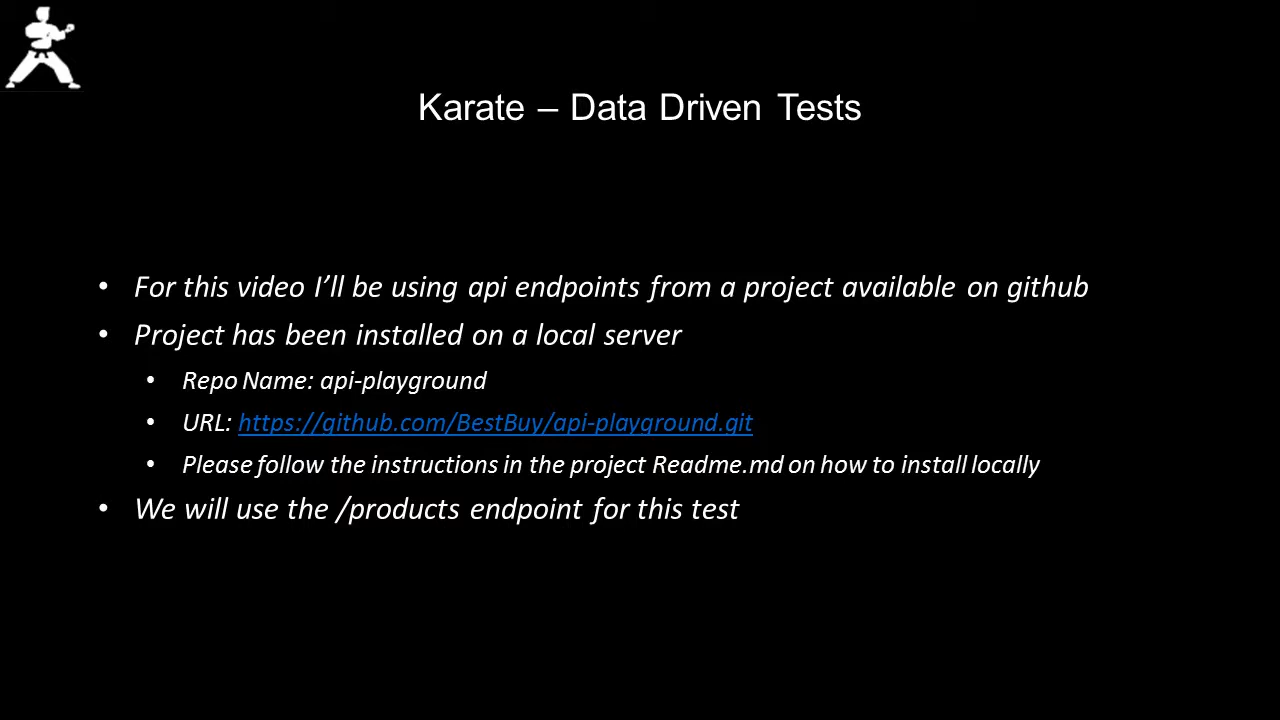 Karate – Data Driven Tests
• For this video I’ll be using api endpoints from a project available on github
• Project has been installed on a local server
• Repo Name: api-playground
• URL: https://github.com/BestBuy/api-playground.git
• Please follow the instructions in the project Readme.md on how to install locally
• We will use the /products endpoint for this test